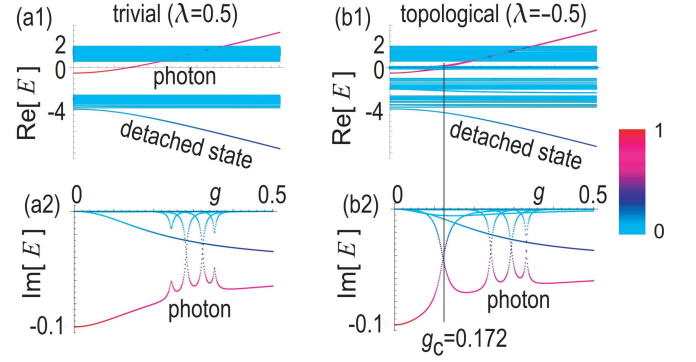 (a1) trivial (λ=0.5)
2
0
-4
Re[ E ]
photon
detached state
(b1) topological (λ=−0.5)
2
0
-4
Re[ E ]
photon
detached state
1
0
(a2)
0 g 0.5
-0.1
Im[ E ]
photon
(b2)
0 g 0.5
-0.1
Im[ E ]
photon
gc=0.172